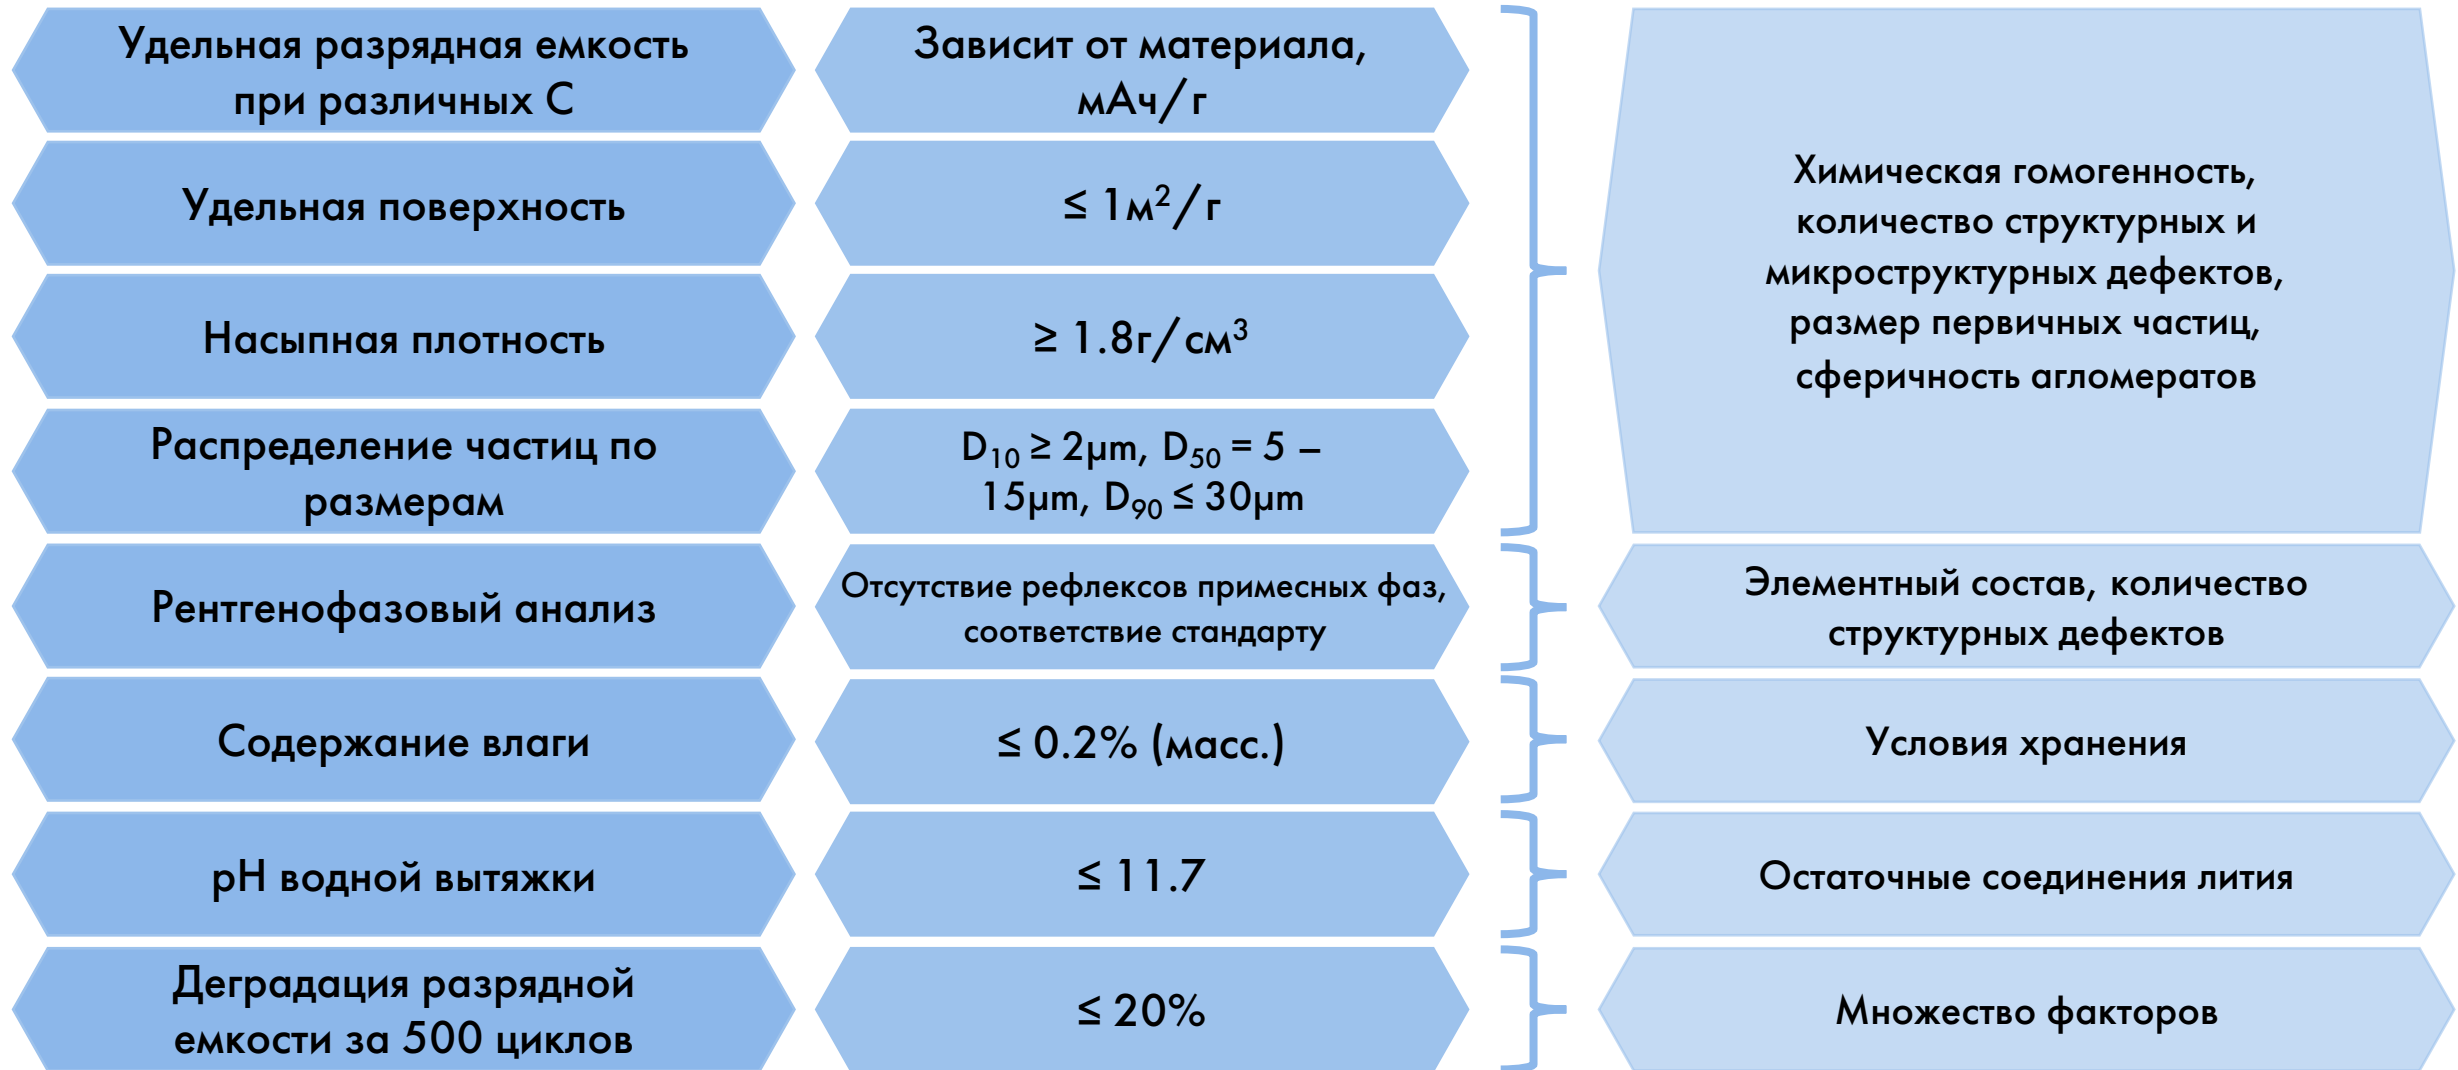 Удельная разрядная емкость
при различных С
Зависит от материала,
мАч/г
Удельная поверхность
≤ 1м²/г
Насыпная плотность
≥ 1.8г/см³
Распределение частиц по
размерам
D₁₀ ≥ 2μm, D₅₀ = 5 –
15μm, D₉₀ ≤ 30μm
Химическая гомогенность,
количество структурных и
микроструктурных дефектов,
размер первичных частиц,
сферичность агломератов
Рентгенофазовый анализ
Отсутствие рефлексов примесных фаз,
соответствие стандарту
Элементный состав, количество
структурных дефектов
Содержание влаги
≤ 0.2% (масс.)
Условия хранения
pH водной вытяжки
≤ 11.7
Остаточные соединения лития
Деградация разрядной
емкости за 500 циклов
≤ 20%
Множество факторов